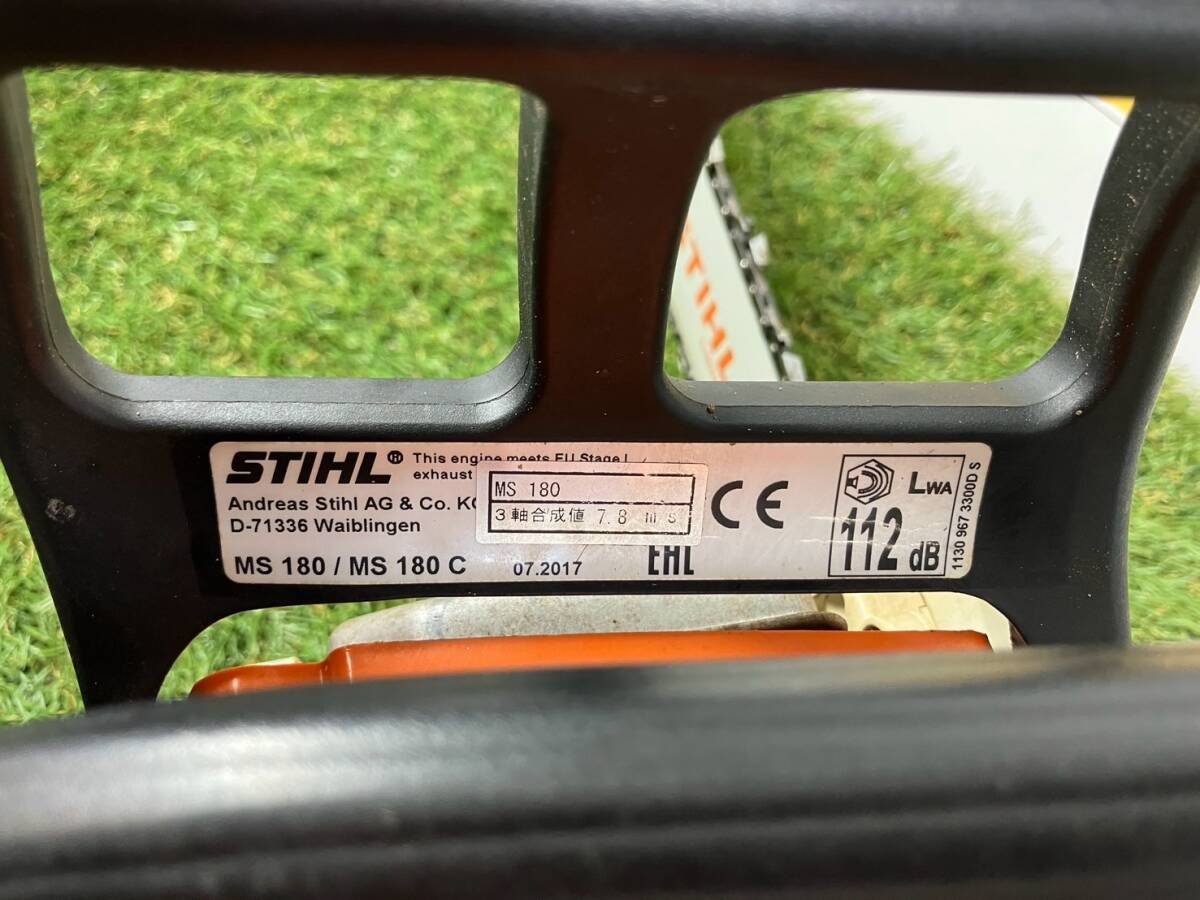 STIHL
STIHL® This engine meets EU Stage I
exhaust
Andreas Stihl AG & Co. KG
D-71336 Waiblingen
MS 180
3軸合成値 7.8 m/s
MS 180 / MS 180 C 07.2017
CE
EAC
LWA
112 dB
1130 967 3300D S